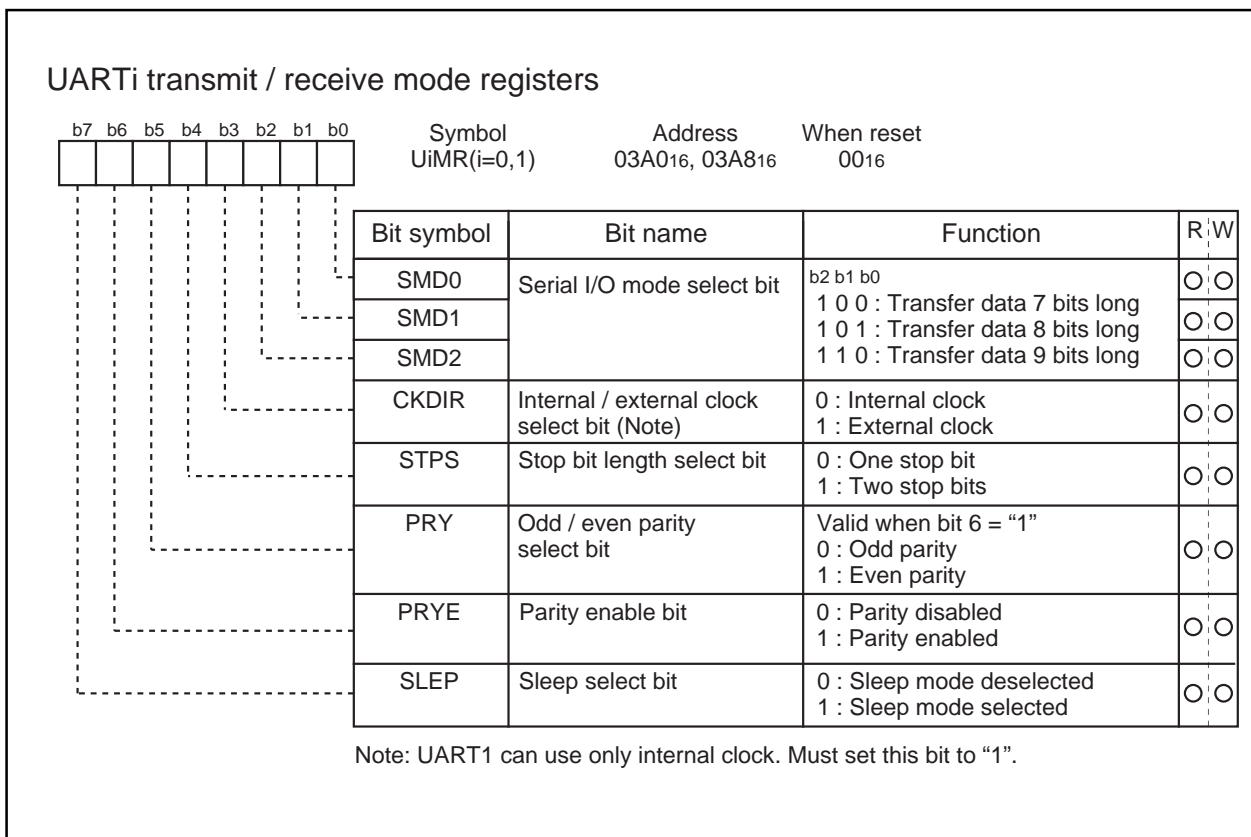 UARTi transmit / receive mode registers
b7 b6 b5 b4 b3 b2 b1 b0
Symbol Address When reset
UiMR(i=0,1) 03A016, 03A816 0016
Bit symbol Bit name Function R W
SMD0 Serial I/O mode select bit b2 b1 b0
1 0 0 : Transfer data 7 bits long
SMD1 1 0 1 : Transfer data 8 bits long
SMD2 1 1 0 : Transfer data 9 bits long
CKDIR Internal / external clock 0 : Internal clock
select bit (Note) 1 : External clock
STPS Stop bit length select bit 0 : One stop bit
1 : Two stop bits
PRY Odd / even parity Valid when bit 6 = “1”
select bit 0 : Odd parity
1 : Even parity
PRYE Parity enable bit 0 : Parity disabled
1 : Parity enabled
SLEP Sleep select bit 0 : Sleep mode deselected
1 : Sleep mode selected
Note: UART1 can use only internal clock. Must set this bit to “1”.